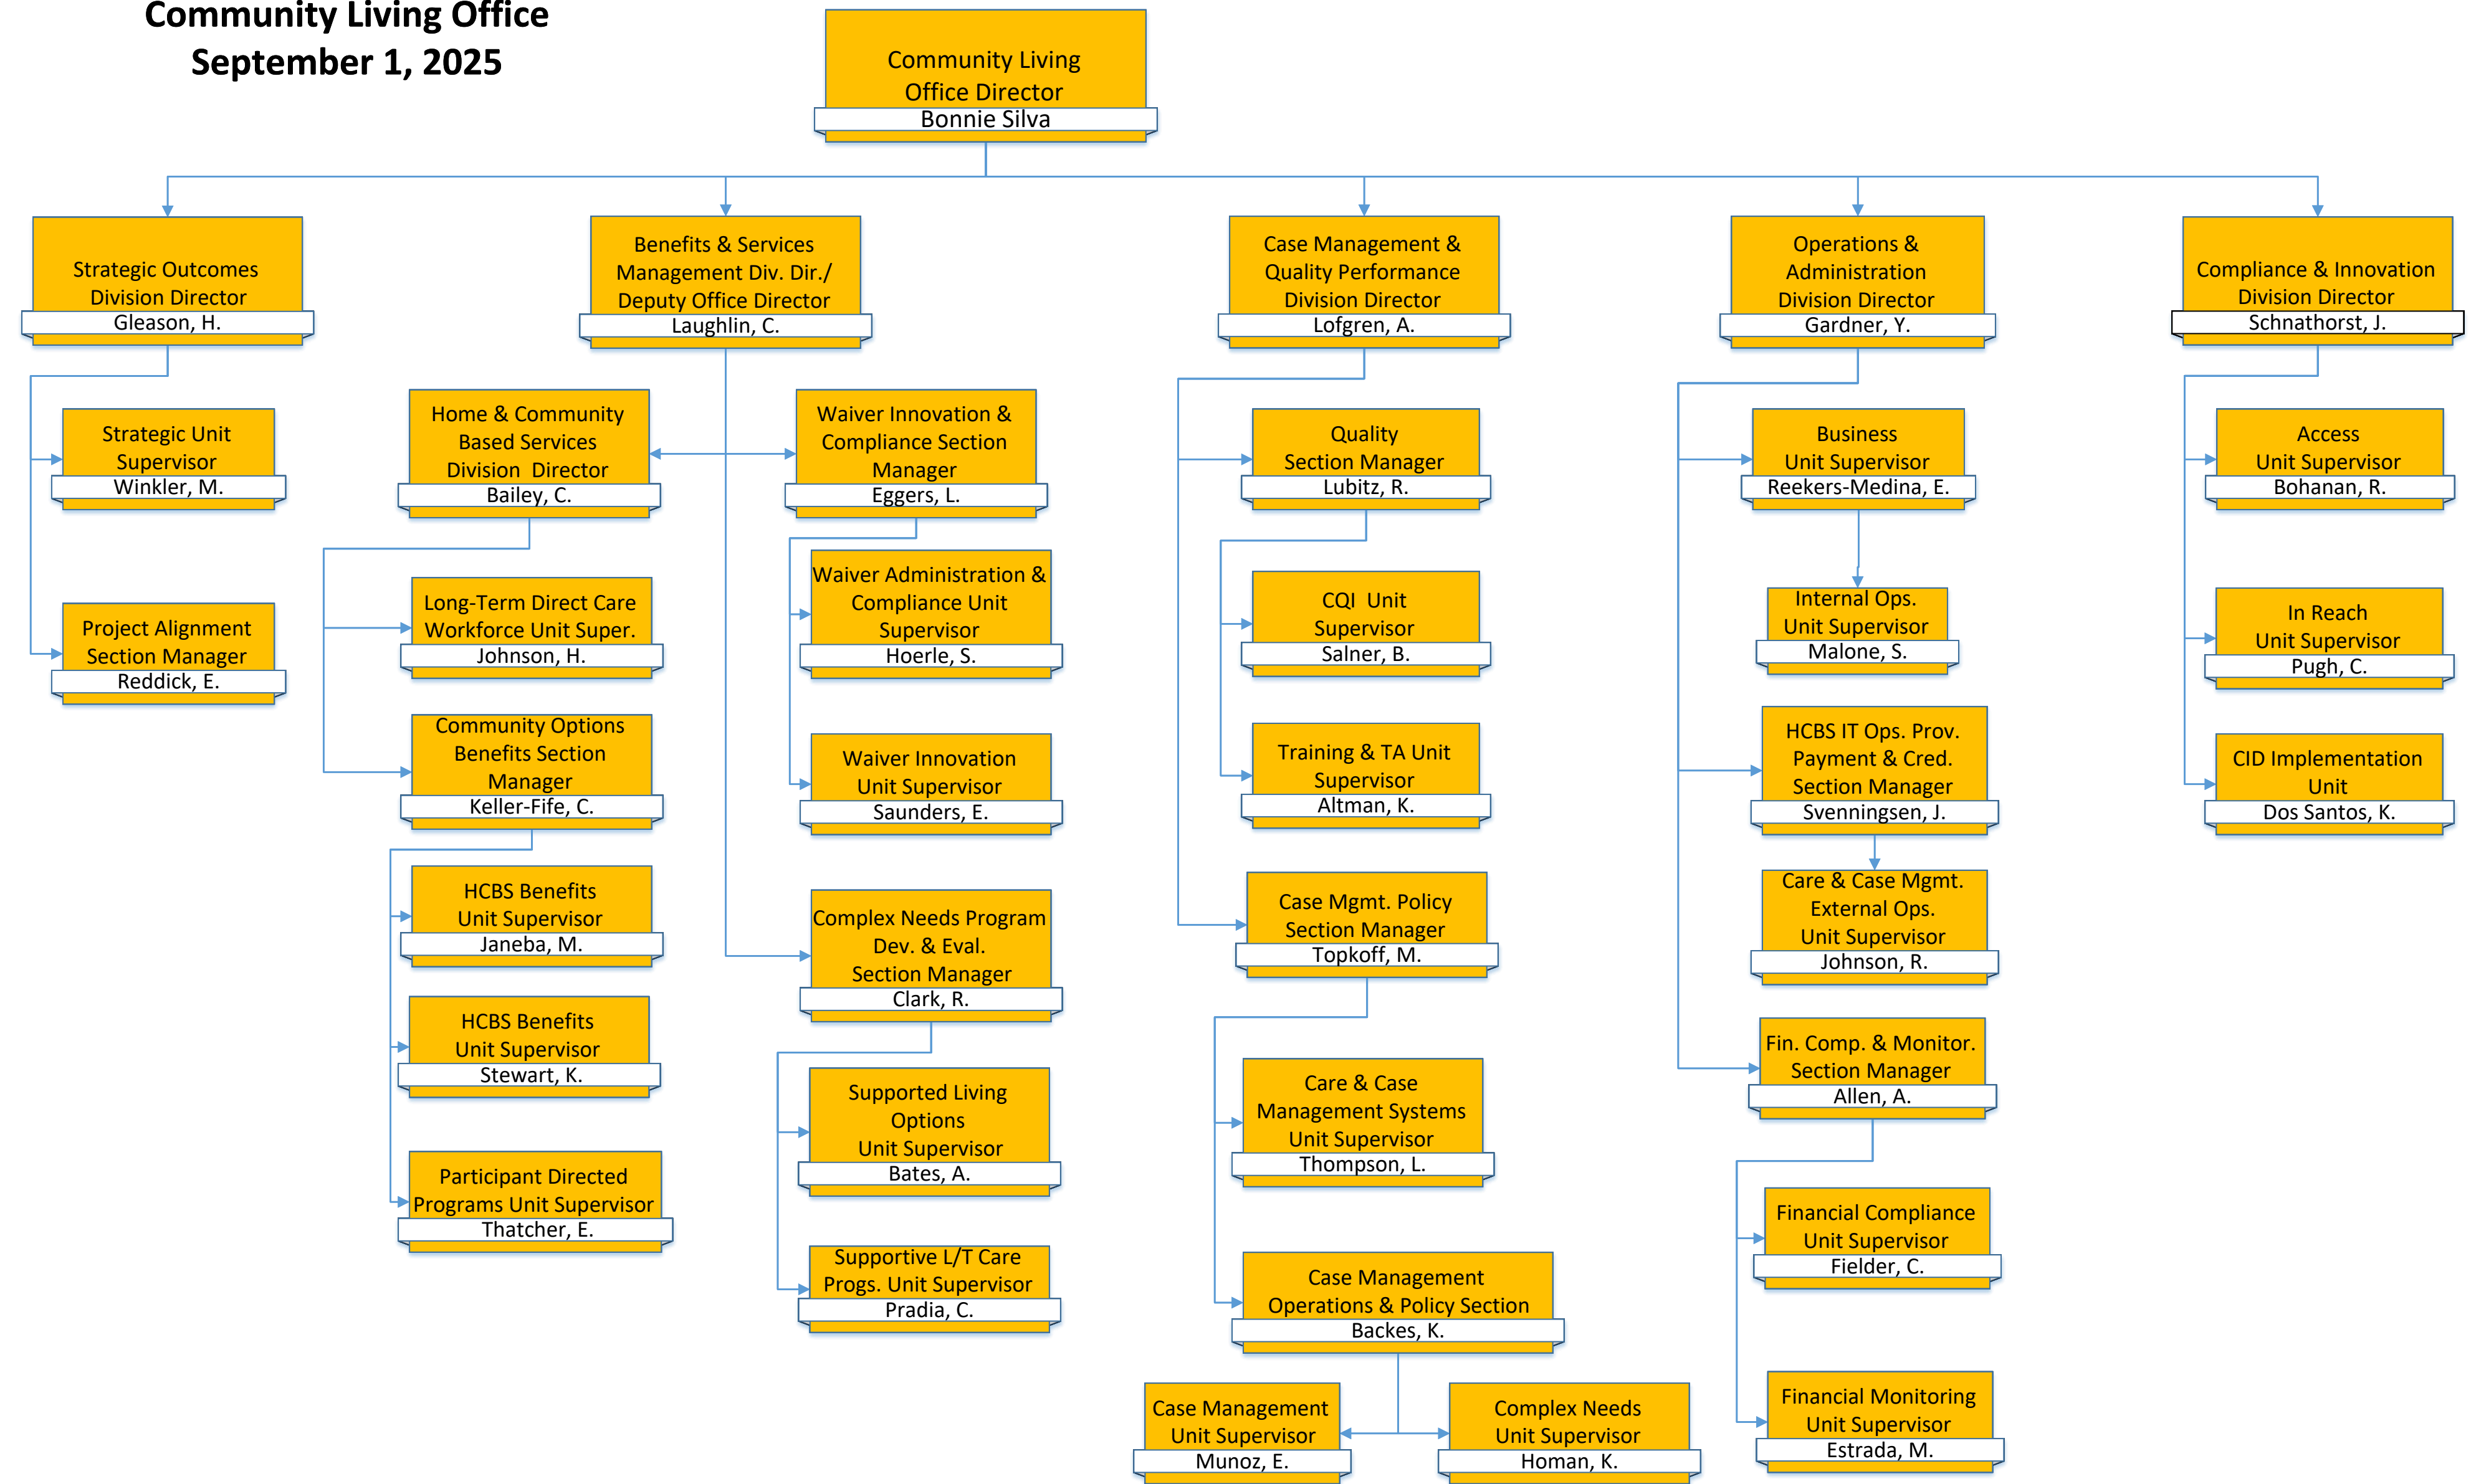 Community Living Office
September 1, 2025
Community Living
Office Director
Bonnie Silva
Strategic Outcomes
Division Director
Gleason, H.
Strategic Unit
Supervisor
Winkler, M.
Project Alignment
Section Manager
Reddick, E.
Benefits & Services
Management Div. Dir./
Deputy Office Director
Laughlin, C.
Home & Community
Based Services
Division Director
Bailey, C.
Long-Term Direct Care
Workforce Unit Super.
Johnson, H.
Community Options
Benefits Section
Manager
Keller-Fife, C.
HCBS Benefits
Unit Supervisor
Janeba, M.
HCBS Benefits
Unit Supervisor
Stewart, K.
Participant Directed
Programs Unit Supervisor
Thatcher, E.
Waiver Innovation &
Compliance Section
Manager
Eggers, L.
Waiver Administration &
Compliance Unit
Supervisor
Hoerle, S.
Waiver Innovation
Unit Supervisor
Saunders, E.
Complex Needs Program
Dev. & Eval.
Section Manager
Clark, R.
Supported Living
Options
Unit Supervisor
Bates, A.
Supportive L/T Care
Progs. Unit Supervisor
Pradia, C.
Case Management &
Quality Performance
Division Director
Lofgren, A.
Quality
Section Manager
Lubitz, R.
CQI Unit
Supervisor
Salner, B.
Training & TA Unit
Supervisor
Altman, K.
Case Mgmt. Policy
Section Manager
Topkoff, M.
Care & Case
Management Systems
Unit Supervisor
Thompson, L.
Case Management
Operations & Policy Section
Backes, K.
Case Management
Unit Supervisor
Munoz, E.
Complex Needs
Unit Supervisor
Homan, K.
Operations &
Administration
Division Director
Gardner, Y.
Business
Unit Supervisor
Reekers-Medina, E.
Internal Ops.
Unit Supervisor
Malone, S.
HCBS IT Ops. Prov.
Payment & Cred.
Section Manager
Svenningsen, J.
Care & Case Mgmt.
External Ops.
Unit Supervisor
Johnson, R.
Fin. Comp. & Monitor.
Section Manager
Allen, A.
Financial Compliance
Unit Supervisor
Fielder, C.
Financial Monitoring
Unit Supervisor
Estrada, M.
Compliance & Innovation
Division Director
Schnathorst, J.
Access
Unit Supervisor
Bohanan, R.
In Reach
Unit Supervisor
Pugh, C.
CID Implementation
Unit
Dos Santos, K.